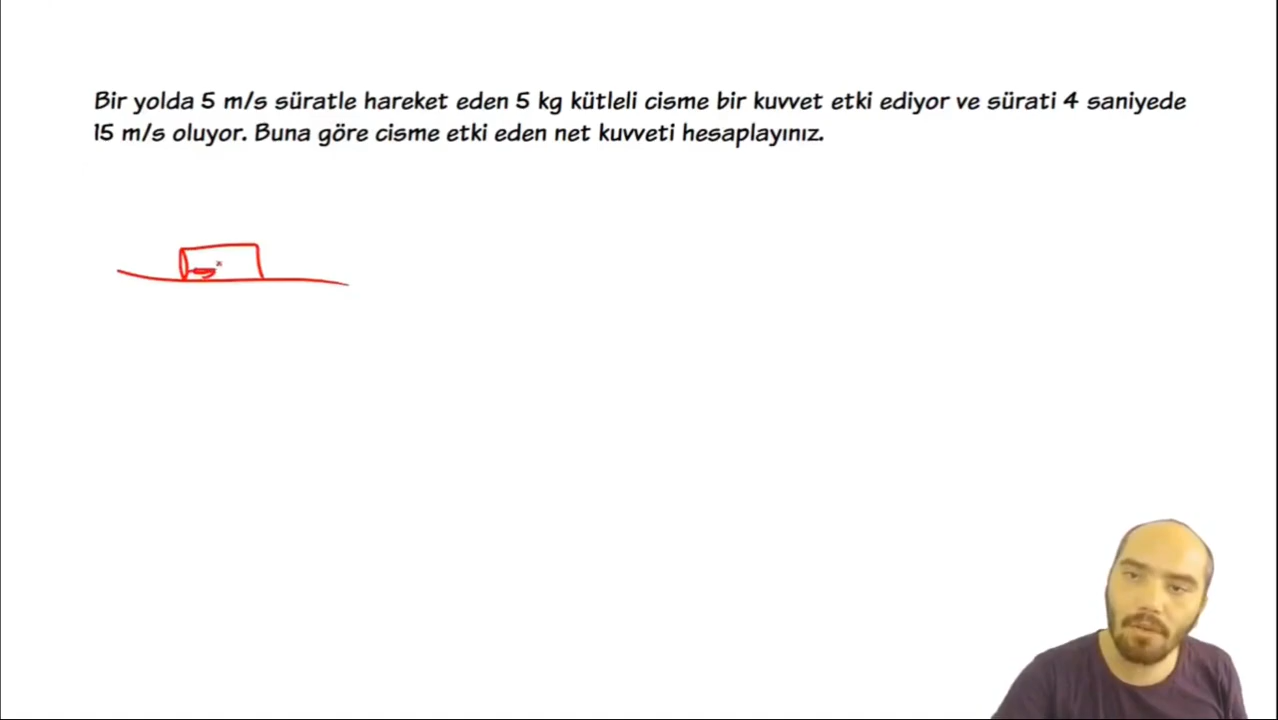 Bir yolda 5 m/s süratle hareket eden 5 kg kütleli cisme bir kuvvet etki ediyor ve sürati 4 saniyede
15 m/s oluyor. Buna göre cisme etki eden net kuvveti hesaplayınız.